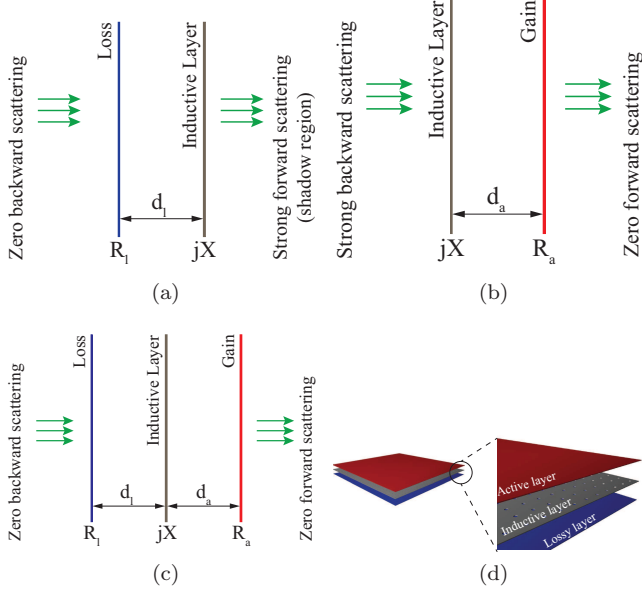 Zero backward scattering
Loss
Inductive Layer
Strong forward scattering
(shadow region)
d_l
R_l
jX
(a)
Strong backward scattering
Inductive Layer
Gain
Zero forward scattering
d_a
jX
R_a
(b)
Zero backward scattering
Loss
Inductive Layer
Gain
Zero forward scattering
d_l
d_a
R_l
jX
R_a
(c)
Active layer
Inductive layer
Lossy layer
(d)